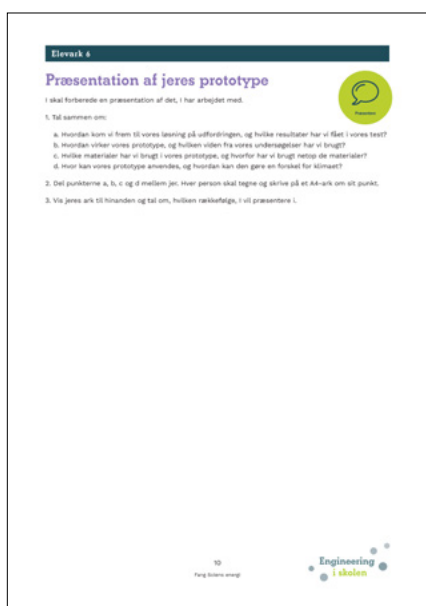 Elevark 6
Præsentation af jeres prototype
I skal forberede en præsentation af det, I har arbejdet med.
Præsentere
1. Tal sammen om:
a. Hvordan kom vi frem til vores løsning på udfordringen, og hvilke resultater har vi fået i vores test?
b. Hvordan virker vores prototype, og hvilken viden fra vores undersøgelser har vi brugt?
c. Hvilke materialer har vi brugt i vores prototype, og hvorfor har vi brugt netop de materialer?
d. Hvor kan vores prototype anvendes, og hvordan kan den gøre en forskel for klimaet?
2. Del punkterne a, b, c og d mellem jer. Hver person skal tegne og skrive på et A4-ark om sit punkt.
3. Vis jeres ark til hinanden og tal om, hvilken rækkefølge, I vil præsentere i.
10
Fang Solens energi
Engineering
i skolen